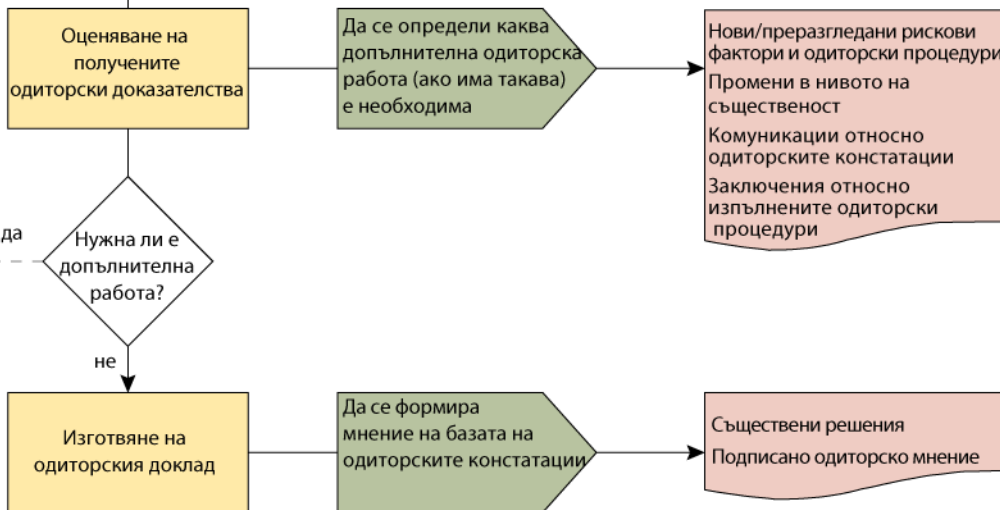 Оценяване на
получените
одиторски доказателства
Да се определи каква
допълнителна одиторска
работа (ако има такава)
е необходима
Нови/преразгледани рискови
фактори и одиторски процедури
Промени в нивото на
същественост
Комуникации относно
одиторските констатации
Заключения относно
изпълнените одиторски
процедури
да
Нужна ли е
допълнителна
работа?
не
Изготвяне на
одиторския доклад
Да се формира
мнение на базата на
одиторските констатации
Съществени решения
Подписано одиторско мнение